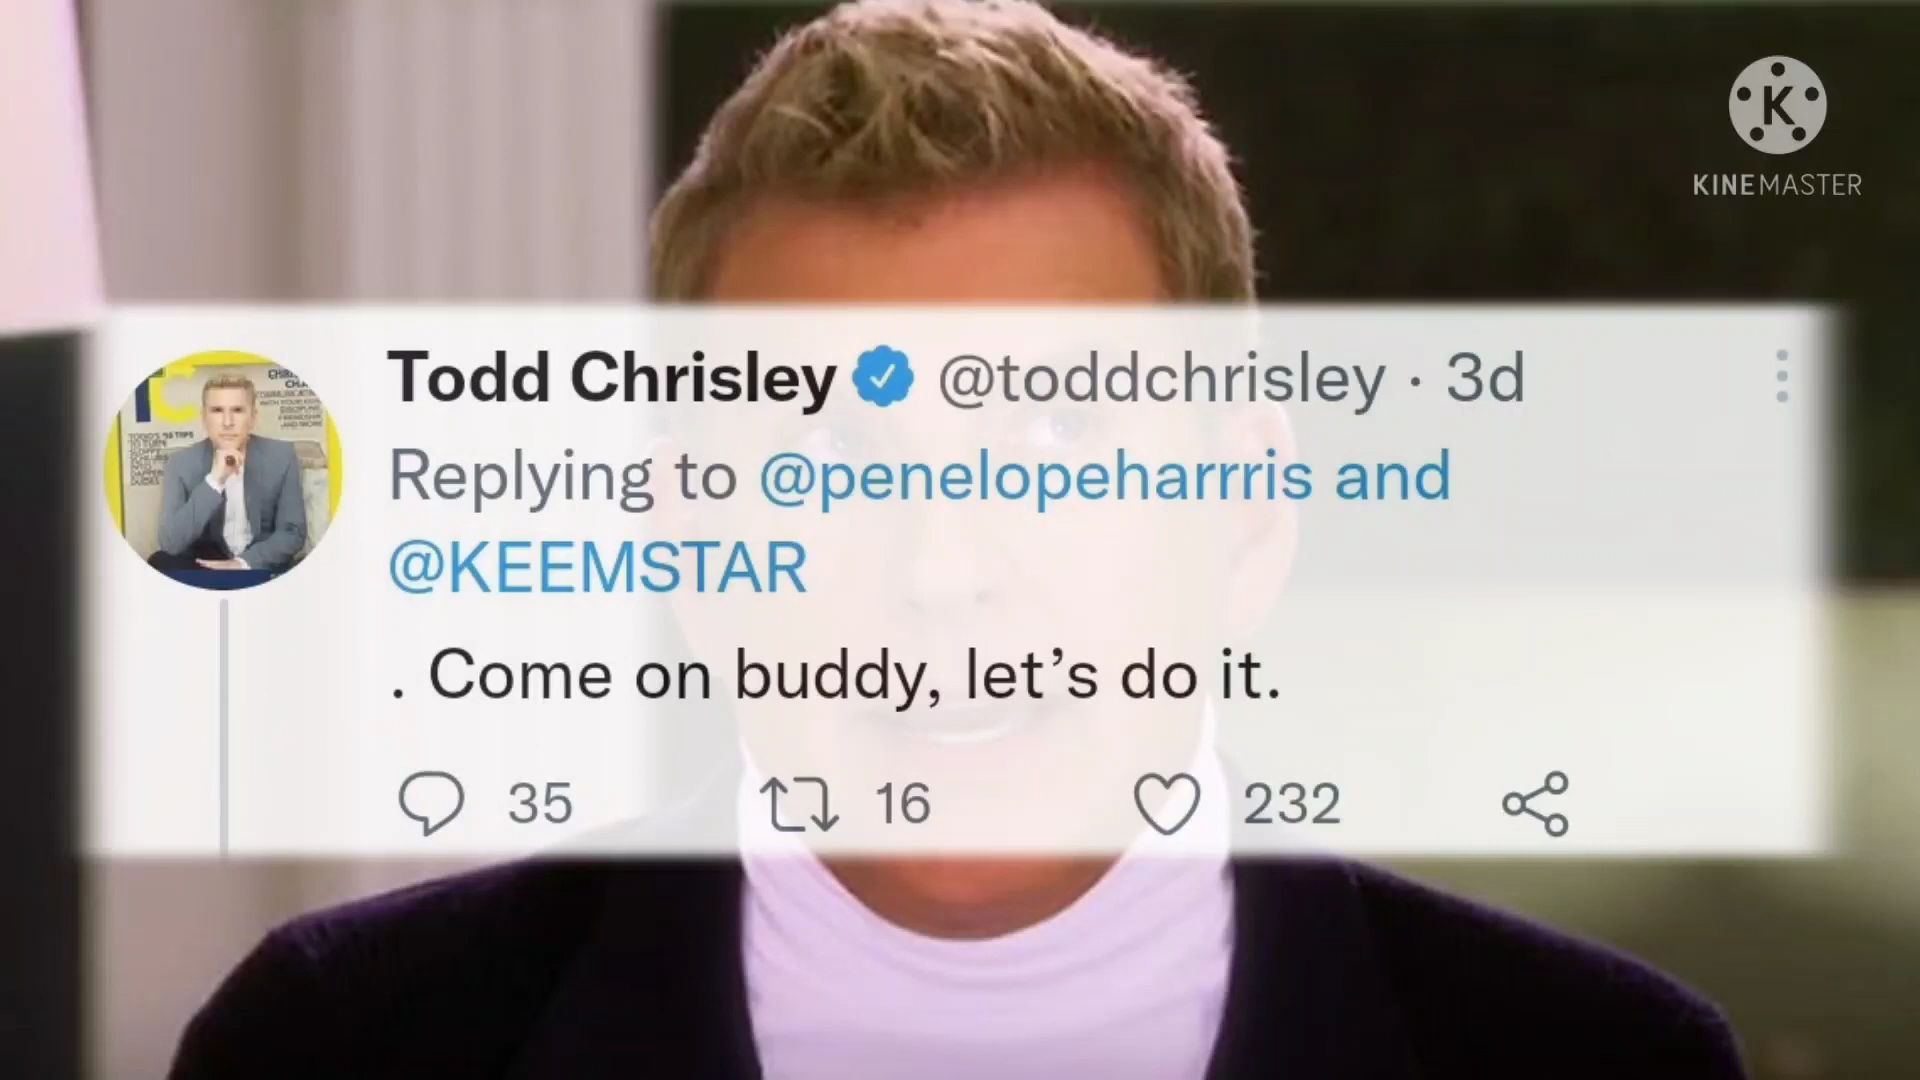 KINEMASTER
Todd Chrisley @toddchrisley · 3d
Replying to @penelopeharrris and
@KEEMSTAR
. Come on buddy, let’s do it.
35 16 232